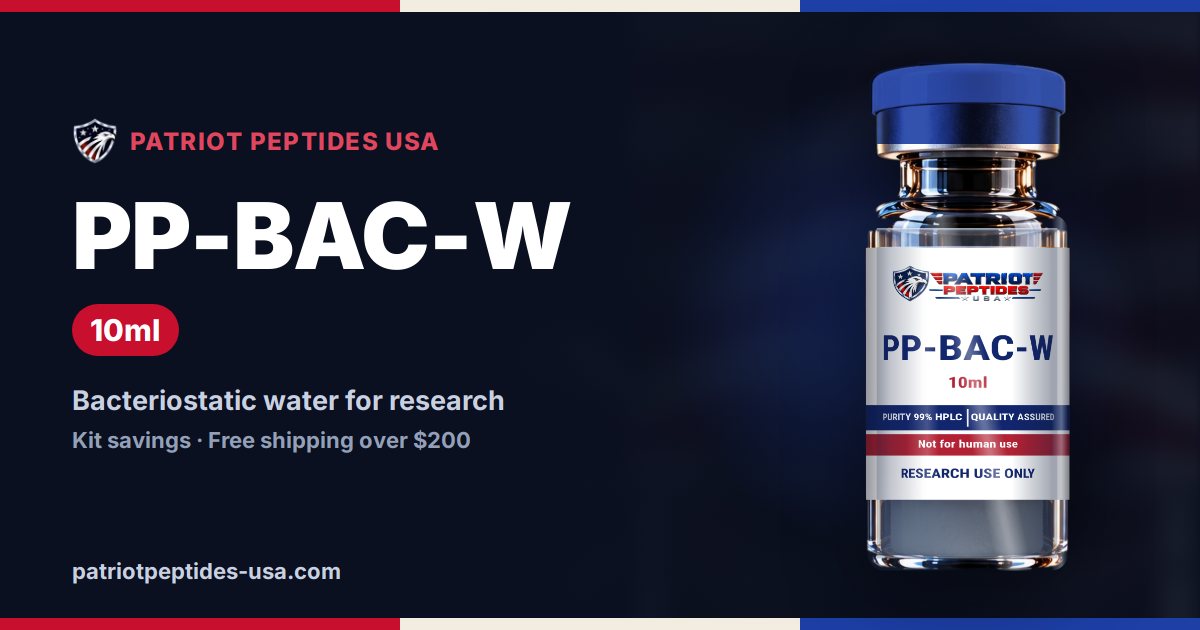 PATRIOT PEPTIDES USA
PP-BAC-W
10ml
Bacteriostatic water for research
Kit savings · Free shipping over $200
patriotpeptides-usa.com
PATRIOT
PEPTIDES
USA
PP-BAC-W
10ml
PURITY 99% HPLC | QUALITY ASSURED
Not for human use
RESEARCH USE ONLY